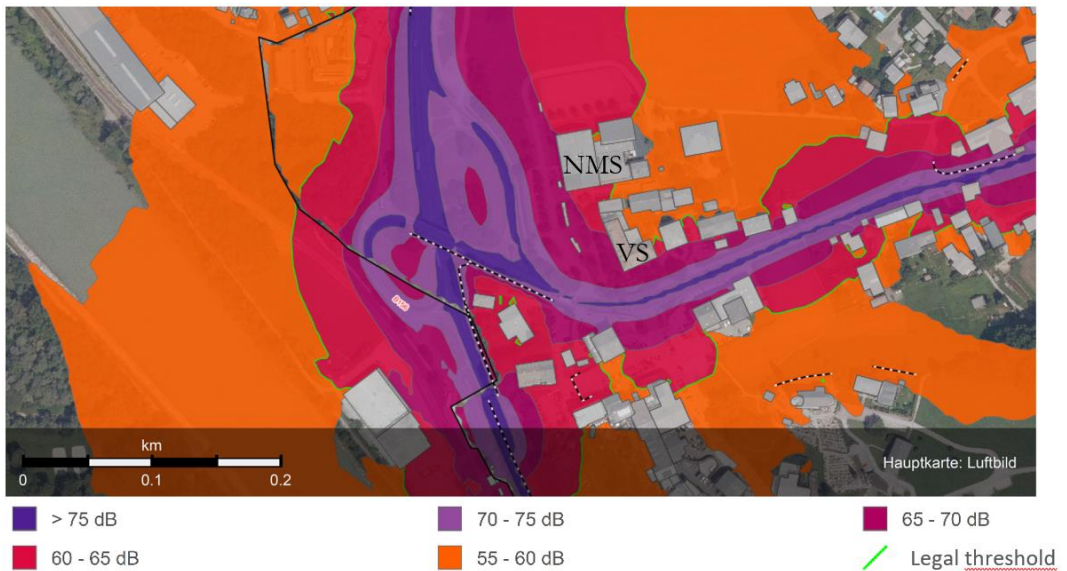 NMS
VS
B178
km
0 0.1 0.2
Hauptkarte: Luftbild
> 75 dB 70 - 75 dB 65 - 70 dB
60 - 65 dB 55 - 60 dB Legal threshold